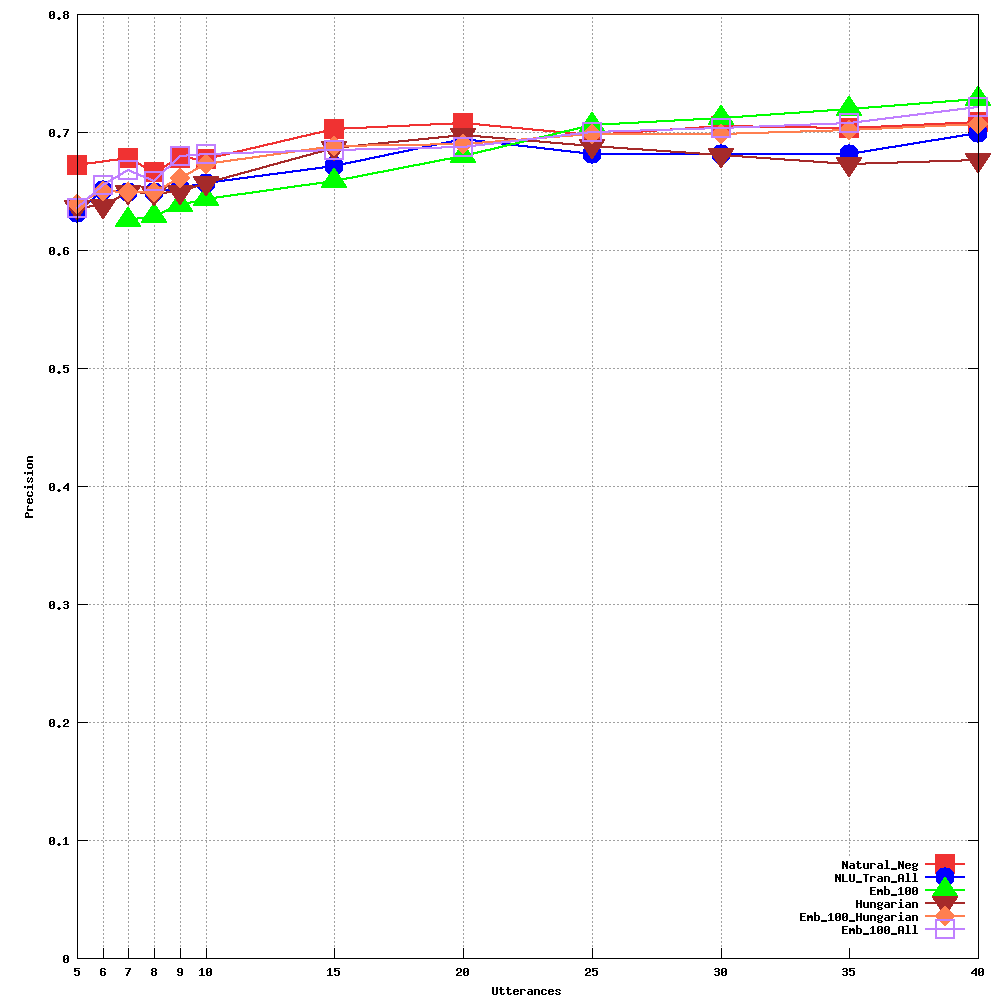 0.8
0.7
0.6
0.5
0.4
0.3
0.2
0.1
0
Precision
5 6 7 8 9 10 15 20 25 30 35 40
Utterances
Natural_Neg
NLU_Tran_All
Emb_100
Hungarian
Emb_100_Hungarian
Emb_100_All